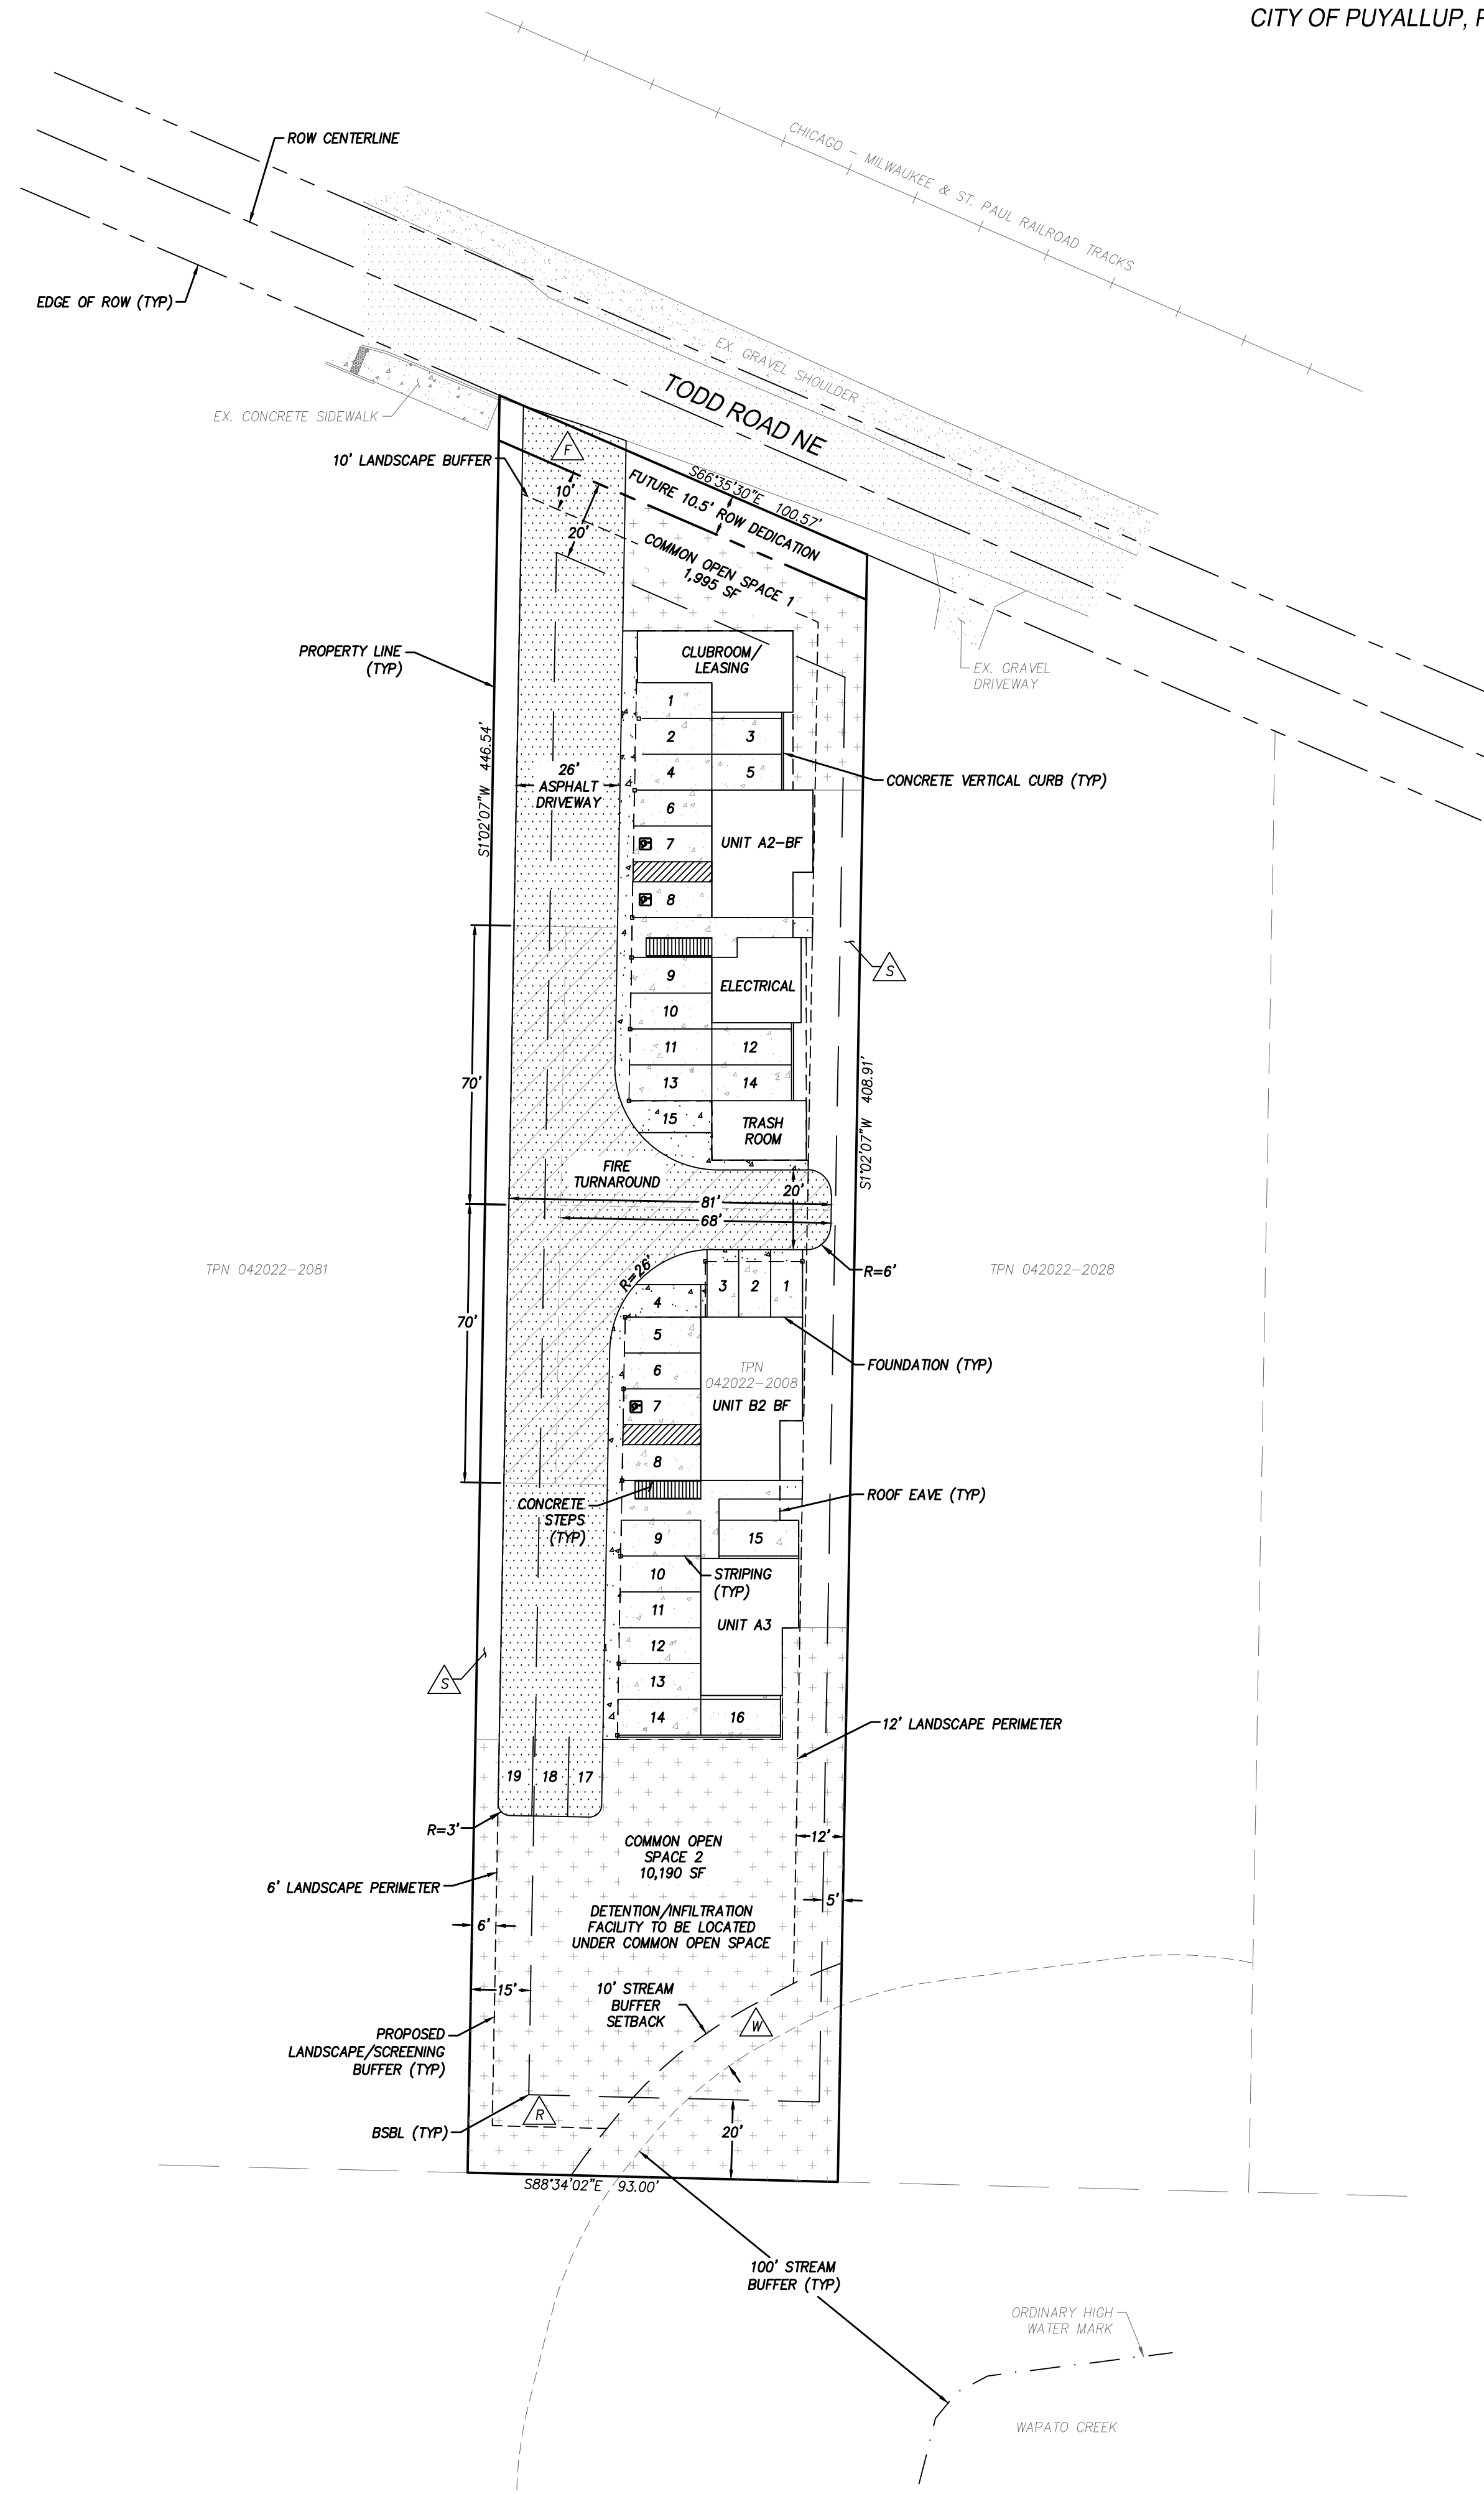 CITY OF PUYALLUP,
ROW CENTERLINE
CHICAGO - MILWAUKEE & ST. PAUL RAILROAD TRACKS
EDGE OF ROW (TYP)
EX. GRAVEL SHOULDER
TODD ROAD NE
EX. CONCRETE SIDEWALK
F
10' LANDSCAPE BUFFER
S66°35'30"E 100.57'
FUTURE 10.5' ROW DEDICATION
10'
20'
COMMON OPEN SPACE 1
1,995 SF
PROPERTY LINE
(TYP)
CLUBROOM/
LEASING
EX. GRAVEL
DRIVEWAY
1
2
3
4
5
S1°02'07"W 446.54'
26'
ASPHALT
DRIVEWAY
CONCRETE VERTICAL CURB (TYP)
6
7
UNIT A2-BF
8
S
9
ELECTRICAL
10
11
12
70'
13
14
S1°02'07"W 408.91'
15
TRASH
ROOM
FIRE
TURNAROUND
20'
81'
68'
TPN 042022-2081
TPN 042022-2028
R=26'
R=6'
3
2
1
4
70'
5
FOUNDATION (TYP)
6
TPN
042022-2008
7
UNIT B2 BF
8
ROOF EAVE (TYP)
CONCRETE
STEPS
(TYP)
9
15
10
STRIPING
(TYP)
11
UNIT A3
12
S
13
14
16
12' LANDSCAPE PERIMETER
19
18
17
R=3'
COMMON OPEN
SPACE 2
10,190 SF
12'
6' LANDSCAPE PERIMETER
5'
6'
DETENTION/INFILTRATION
FACILITY TO BE LOCATED
UNDER COMMON OPEN SPACE
15'
10' STREAM
BUFFER
SETBACK
W
PROPOSED
LANDSCAPE/SCREENING
BUFFER (TYP)
R
BSBL (TYP)
20'
S88°34'02"E 93.00'
100' STREAM
BUFFER (TYP)
ORDINARY HIGH
WATER MARK
WAPATO CREEK